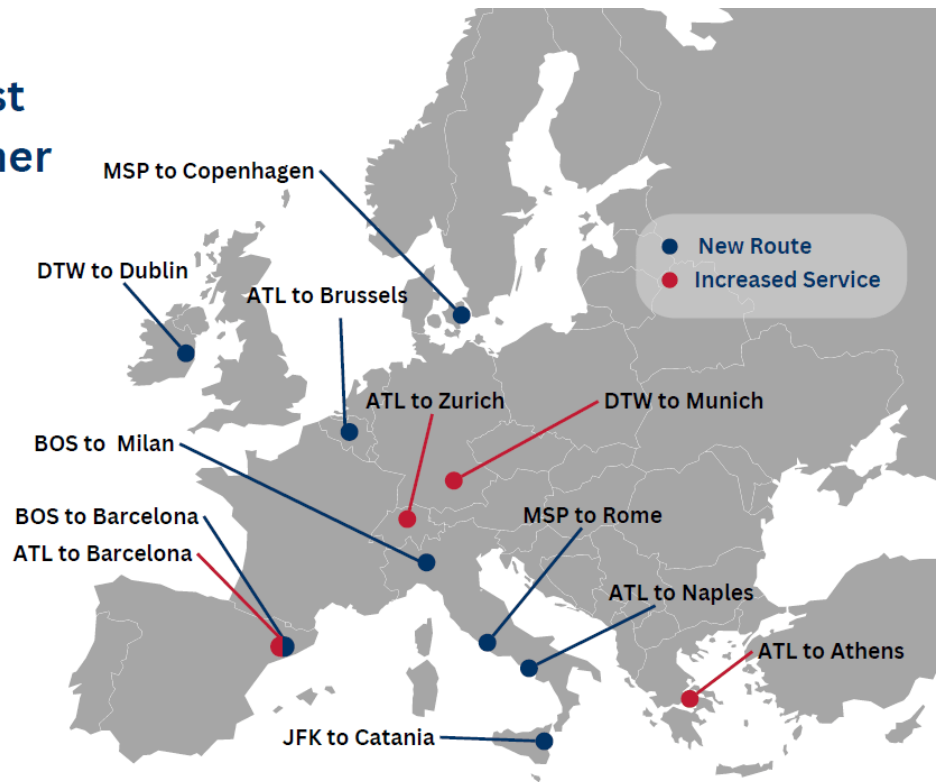 st
er
MSP to Copenhagen
DTW to Dublin
ATL to Brussels
New Route
Increased Service
ATL to Zurich
DTW to Munich
BOS to Milan
BOS to Barcelona
ATL to Barcelona
MSP to Rome
ATL to Naples
ATL to Athens
JFK to Catania